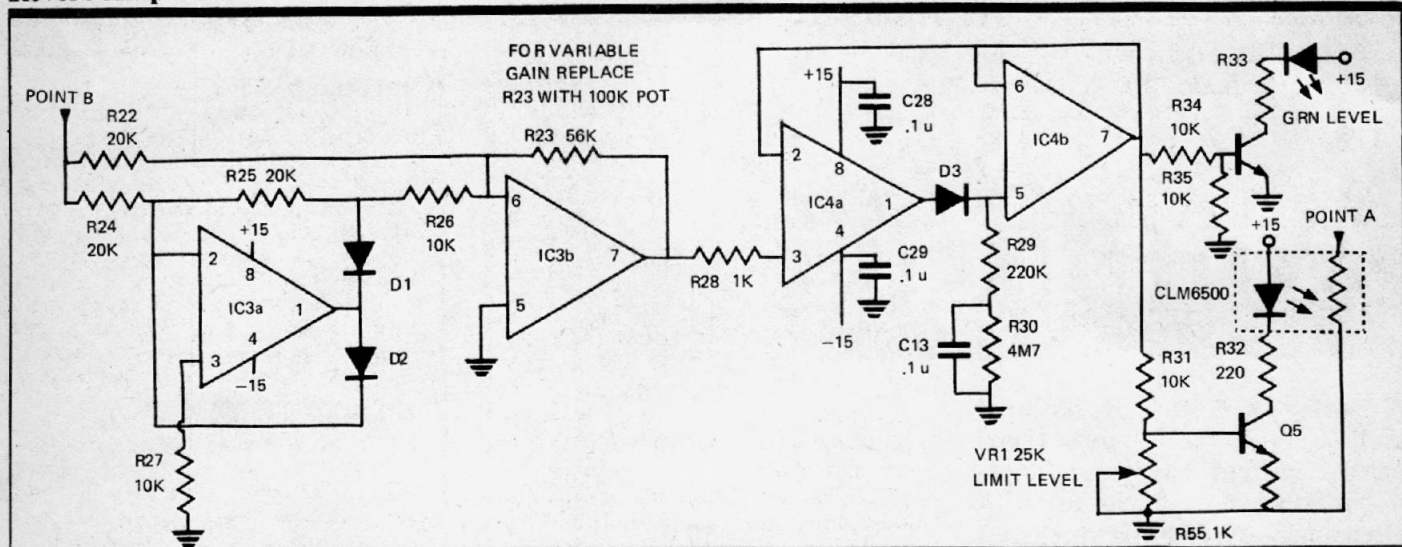 FOR VARIABLE
GAIN REPLACE
R23 WITH 100K POT
POINT B
R22
20K
R23 56K
R25 20K
R24
20K
R26
10K
+15
8
2
IC3a
1
3
4
-15
D1
D2
R27
10K
6
IC3b
7
5
R28 1K
+15
C28
.1 u
2
8
IC4a
1
4
3
C29
.1 u
-15
D3
6
IC4b
7
5
R29
220K
C13
.1 u
R30
4M7
R33
+15
GRN LEVEL
R34
10K
R35
10K
POINT A
+15
CLM6500
R31
10K
R32
220
Q5
VR1 25K
LIMIT LEVEL
R55 1K